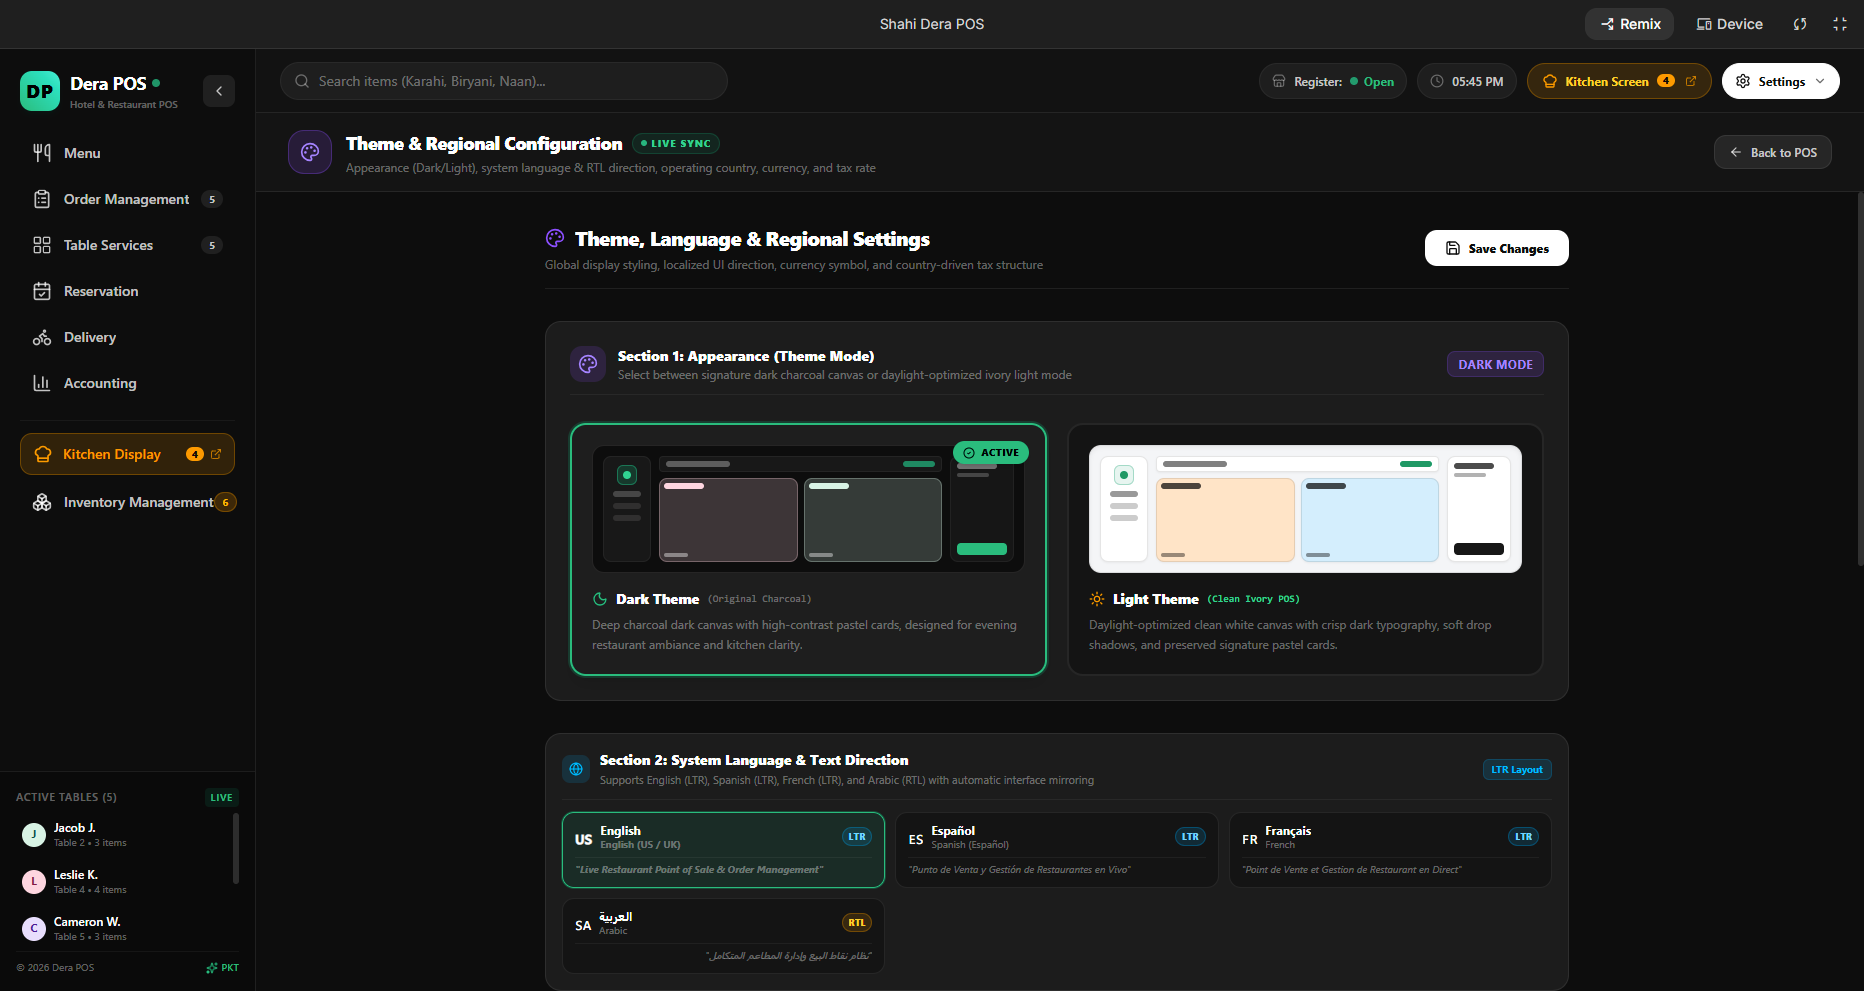 Shahi Dera POS
Remix
Device
DP
Dera POS
Hotel & Restaurant POS
Search items (Karahi, Biryani, Naan)...
Register: Open
05:45 PM
Kitchen Screen 4
Settings
Menu
Order Management 5
Table Services 5
Reservation
Delivery
Accounting
Kitchen Display 4
Inventory Management 6
ACTIVE TABLES (5) LIVE
J
Jacob J.
Table 2 • 3 items
L
Leslie K.
Table 4 • 4 items
C
Cameron W.
Table 5 • 3 items
© 2026 Dera POS
PKT
Theme & Regional Configuration LIVE SYNC
Appearance (Dark/Light), system language & RTL direction, operating country, currency, and tax rate
Back to POS
Theme, Language & Regional Settings
Global display styling, localized UI direction, currency symbol, and country-driven tax structure
Save Changes
Section 1: Appearance (Theme Mode)
Select between signature dark charcoal canvas or daylight-optimized ivory light mode
DARK MODE
ACTIVE
Dark Theme (Original Charcoal)
Deep charcoal dark canvas with high-contrast pastel cards, designed for evening
restaurant ambiance and kitchen clarity.
Light Theme (Clean Ivory POS)
Daylight-optimized clean white canvas with crisp dark typography, soft drop
shadows, and preserved signature pastel cards.
Section 2: System Language & Text Direction
Supports English (LTR), Spanish (LTR), French (LTR), and Arabic (RTL) with automatic interface mirroring
LTR Layout
US
English
English (US / UK)
LTR
"Live Restaurant Point of Sale & Order Management"
ES
Español
Spanish (Español)
LTR
"Punto de Venta y Gestión de Restaurantes en Vivo"
FR
Français
French
LTR
"Point de Vente et Gestion de Restaurant en Direct"
SA
العربية
Arabic
RTL
"نظام نقاط البيع وإدارة المطاعم المتكامل"